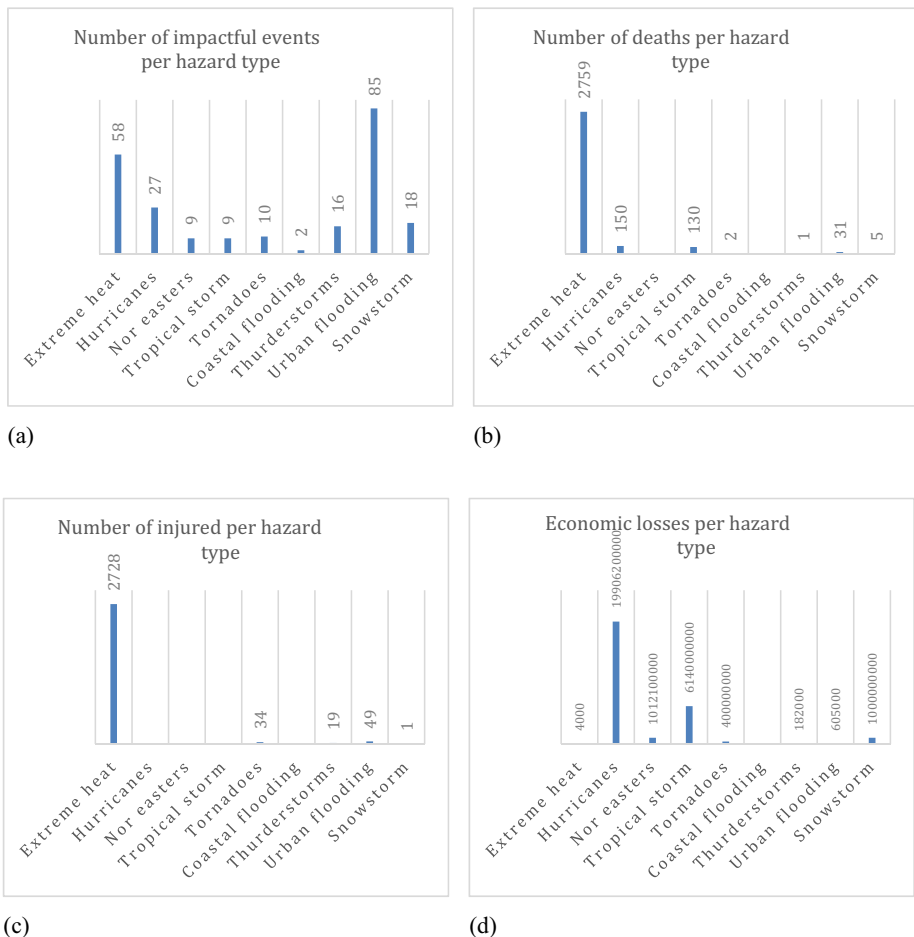 Number of impactful events
per hazard type
58
27
9
9
10
2
16
85
18
Extreme heat
Hurricanes
Nor easters
Tropical storm
Tornadoes
Coastal flooding
Thurderstorms
Urban flooding
Snowstorm
(a)
Number of deaths per hazard
type
2759
150
130
2
1
31
5
Extreme heat
Hurricanes
Nor easters
Tropical storm
Tornadoes
Coastal flooding
Thurderstorms
Urban flooding
Snowstorm
(b)
Number of injured per hazard
type
2728
34
19
49
1
Extreme heat
Hurricanes
Nor easters
Tropical storm
Tornadoes
Coastal flooding
Thurderstorms
Urban flooding
Snowstorm
(c)
Economic losses per hazard
type
4000
19906200000
1012100000
6140000000
400000000
182000
605000
1000000000
Extreme heat
Hurricanes
Nor easters
Tropical storm
Tornadoes
Coastal flooding
Thurderstorms
Urban flooding
Snowstorm
(d)